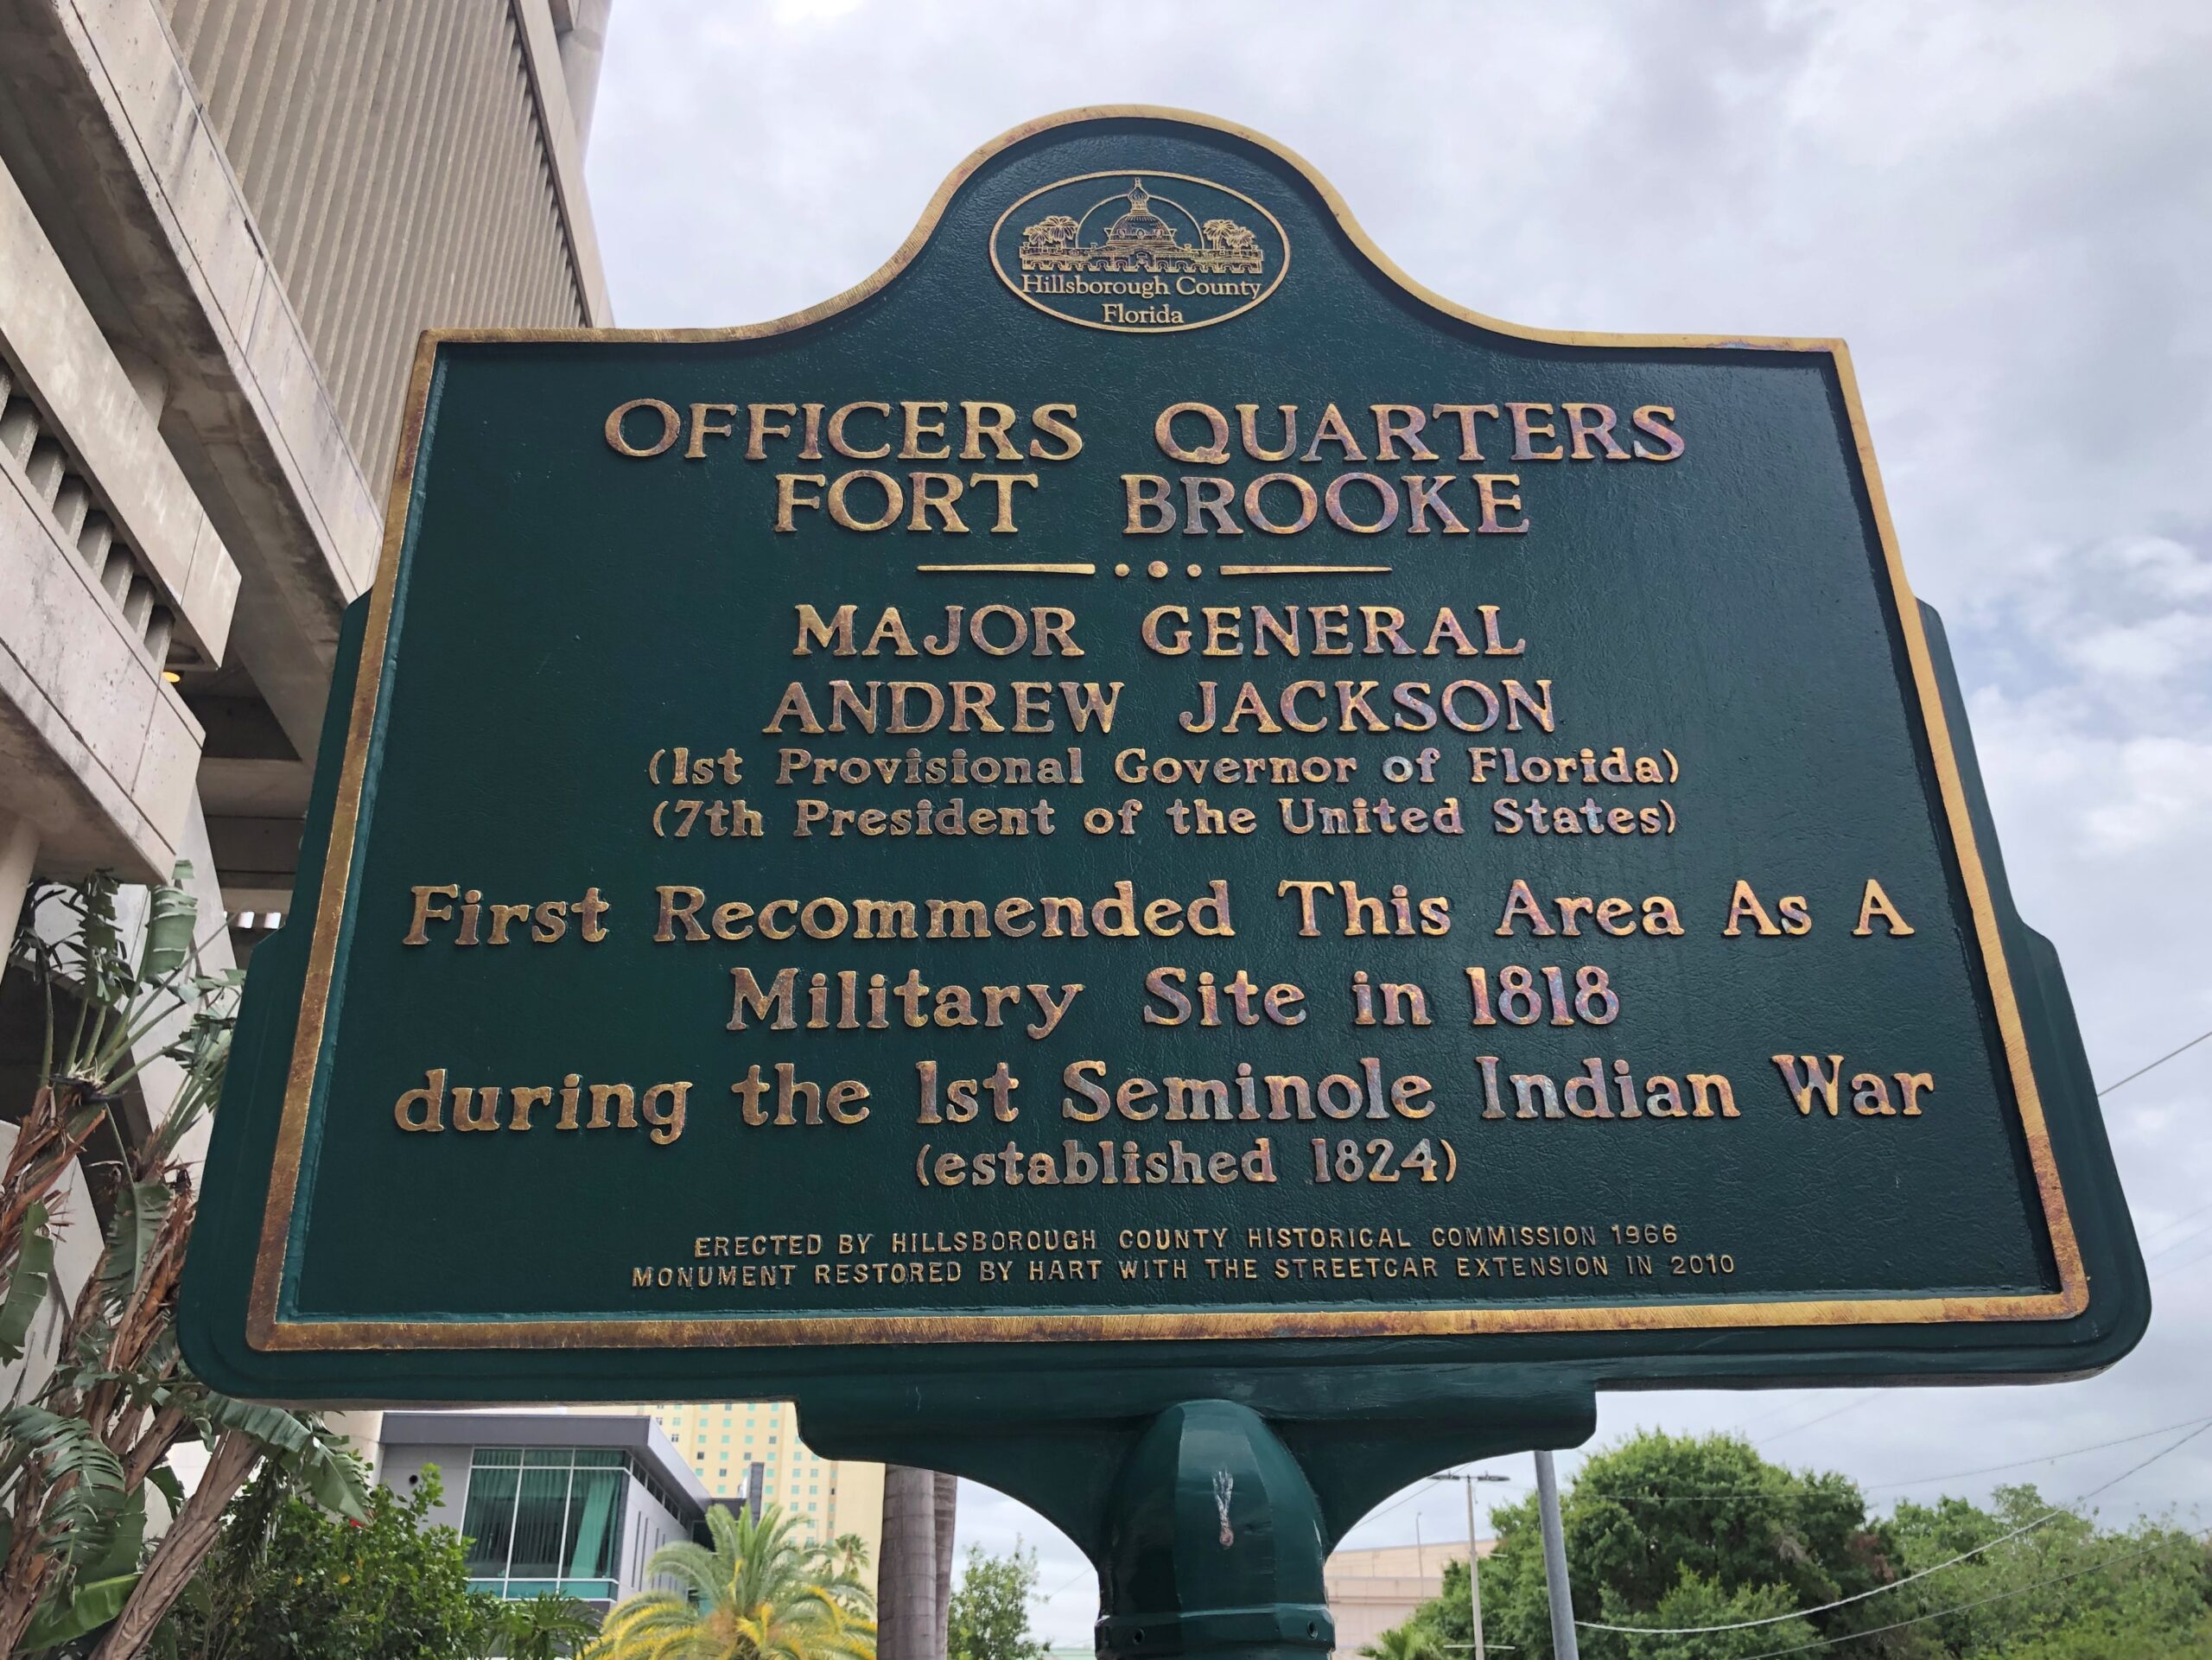 Hillsborough County
Florida
OFFICERS QUARTERS
FORT BROOKE
MAJOR GENERAL
ANDREW JACKSON
(1st Provisional Governor of Florida)
(7th President of the United States)
First Recommended This Area As A
Military Site in 1818
during the 1st Seminole Indian War
(established 1824)
ERECTED BY HILLSBOROUGH COUNTY HISTORICAL COMMISSION 1966
MONUMENT RESTORED BY HART WITH THE STREETCAR EXTENSION IN 2010